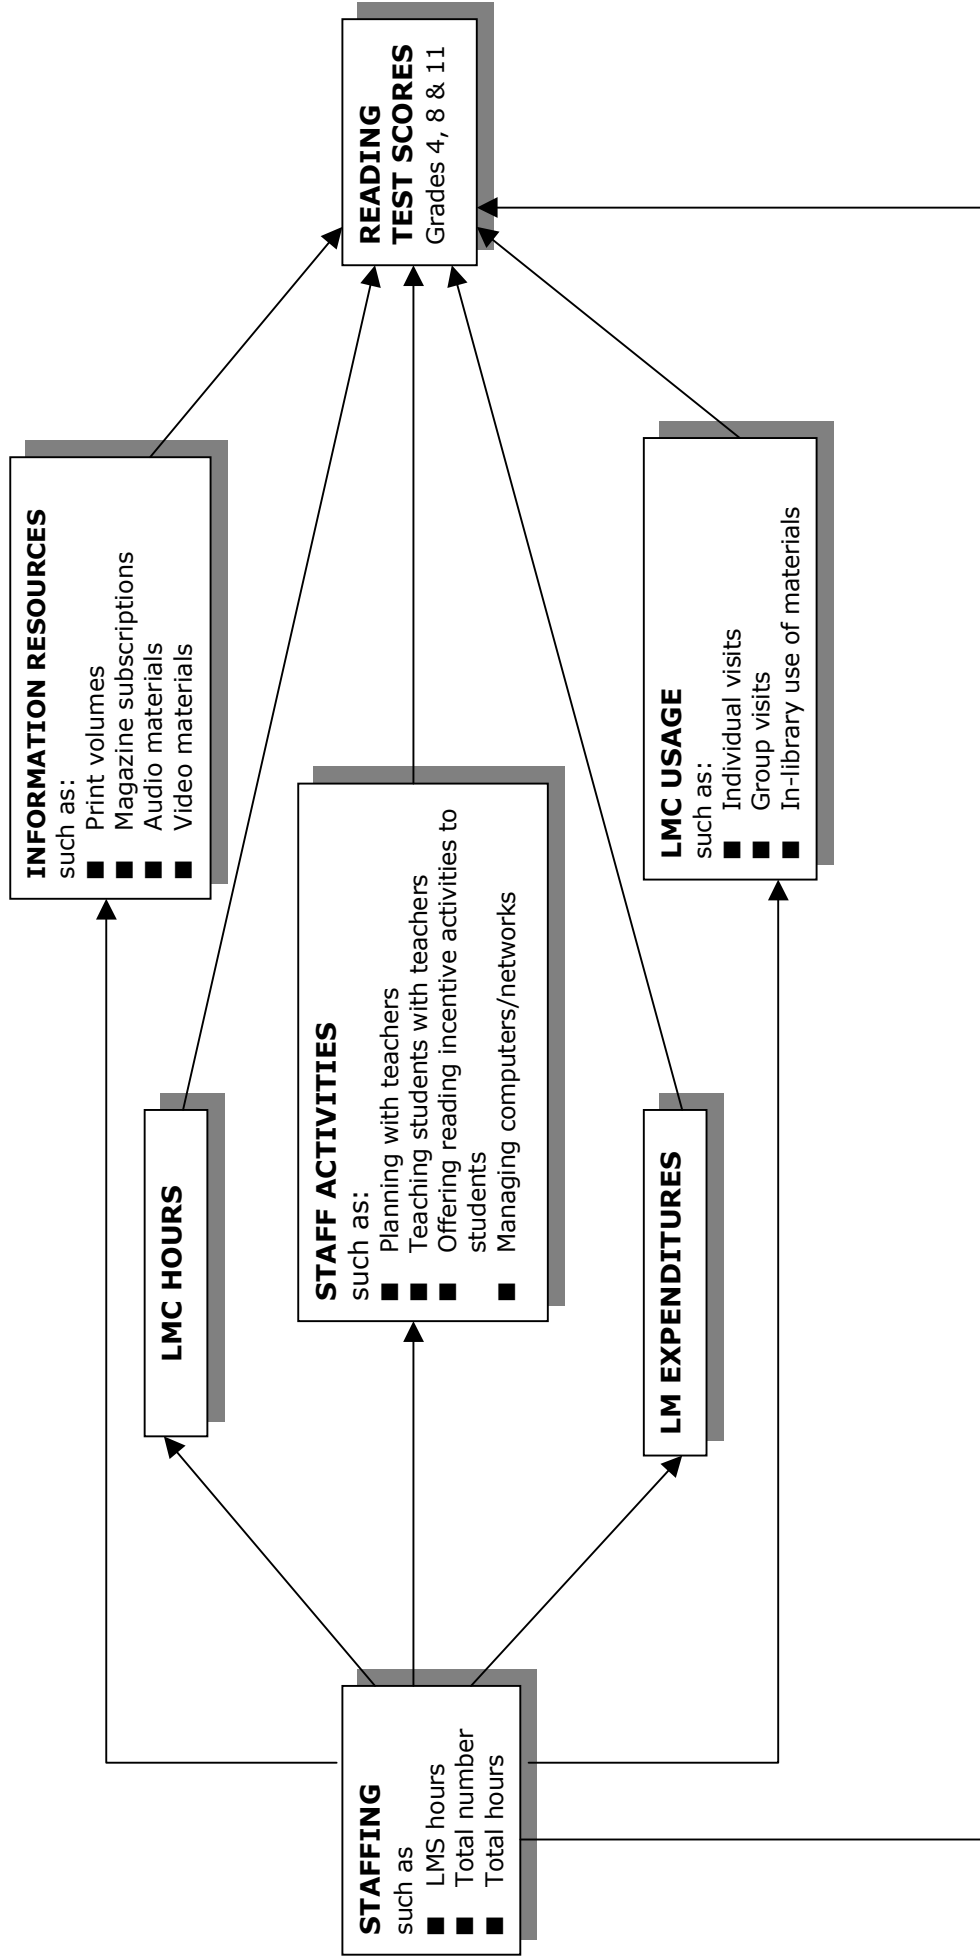 STAFFING
such as
■ LMS hours
■ Total number
■ Total hours
LMC HOURS
STAFF ACTIVITIES
such as:
■ Planning with teachers
■ Teaching students with teachers
■ Offering reading incentive activities to
students
■ Managing computers/networks
LM EXPENDITURES
INFORMATION RESOURCES
such as:
■ Print volumes
■ Magazine subscriptions
■ Audio materials
■ Video materials
LMC USAGE
such as:
■ Individual visits
■ Group visits
■ In-library use of materials
READING
TEST SCORES
Grades 4, 8 & 11